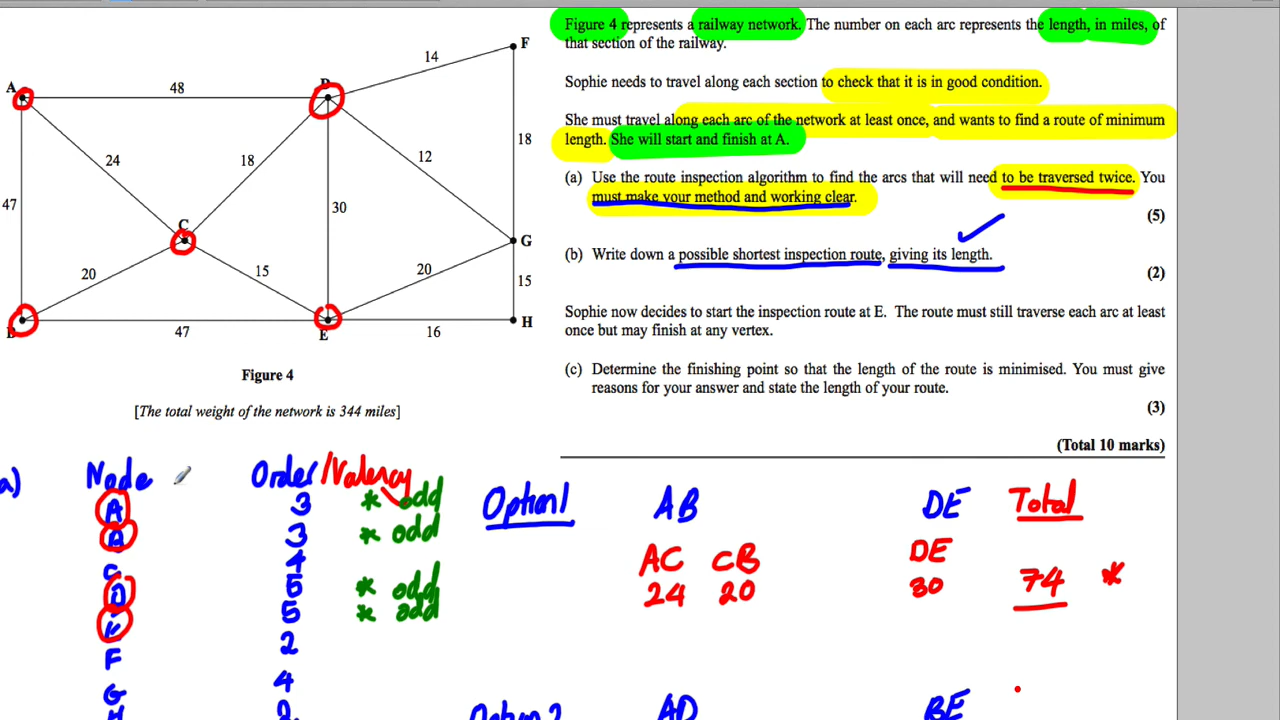 Figure 4 represents a railway network. The number on each arc represents the length, in miles, of
that section of the railway.
Sophie needs to travel along each section to check that it is in good condition.
She must travel along each arc of the network at least once, and wants to find a route of minimum
length. She will start and finish at A.
(a) Use the route inspection algorithm to find the arcs that will need to be traversed twice. You
must make your method and working clear.
(5)
(b) Write down a possible shortest inspection route, giving its length.
(2)
Sophie now decides to start the inspection route at E. The route must still traverse each arc at least
once but may finish at any vertex.
(c) Determine the finishing point so that the length of the route is minimised. You must give
reasons for your answer and state the length of your route.
(3)
(Total 10 marks)
F
14
A
48
18
24
18
12
47
30
C
G
20
15
20
15
H
47
E
16
Figure 4
[The total weight of the network is 344 miles]
a) Node Order/Valency
A 3 * odd
3 * odd
C 4
D 5 * odd
5 * odd
F 2
G 4
H 2
Option 1 AB DE Total
AC CB DE
24 20 30 74 *
Option 2 AD BE